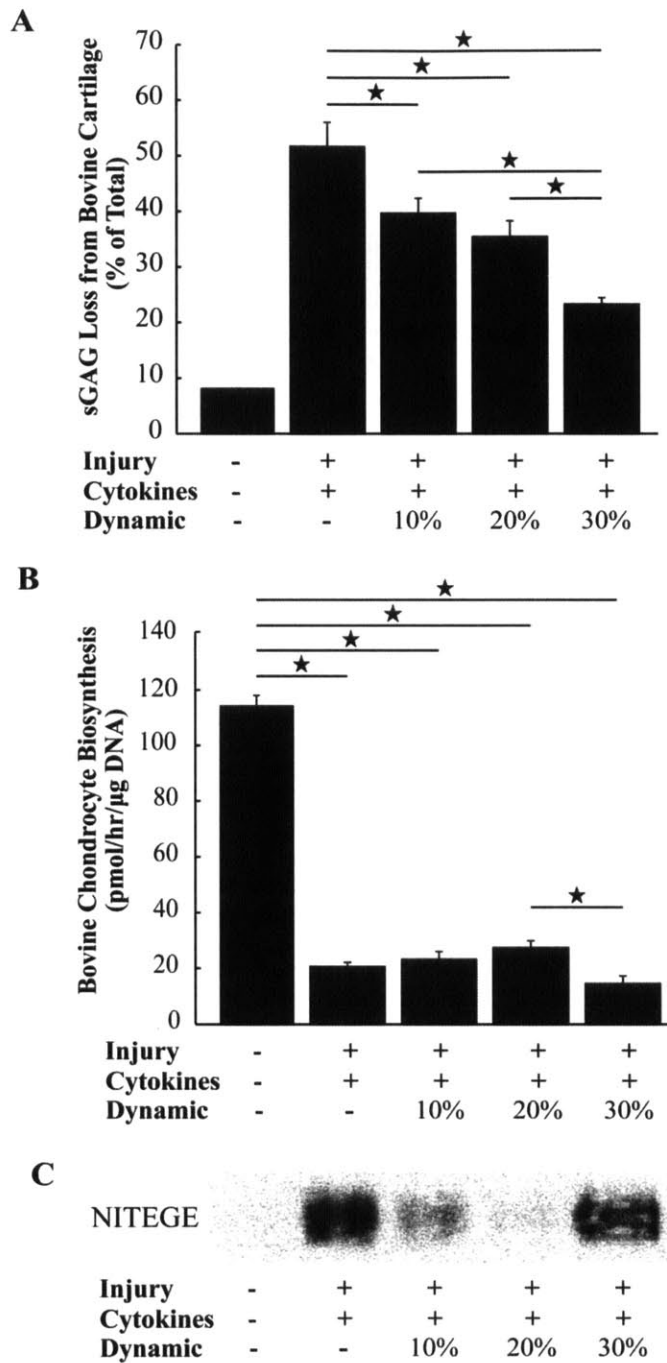 A
sGAG Loss from Bovine Cartilage
(% of Total)
70
60
50
40
30
20
10
0
Injury - + + + +
Cytokines - + + + +
Dynamic - - 10% 20% 30%
B
Bovine Chondrocyte Biosynthesis
(pmol/hr/µg DNA)
140
120
100
80
60
40
20
0
Injury - + + + +
Cytokines - + + + +
Dynamic - - 10% 20% 30%
C
NITEGE
Injury - + + + +
Cytokines - + + + +
Dynamic - - 10% 20% 30%